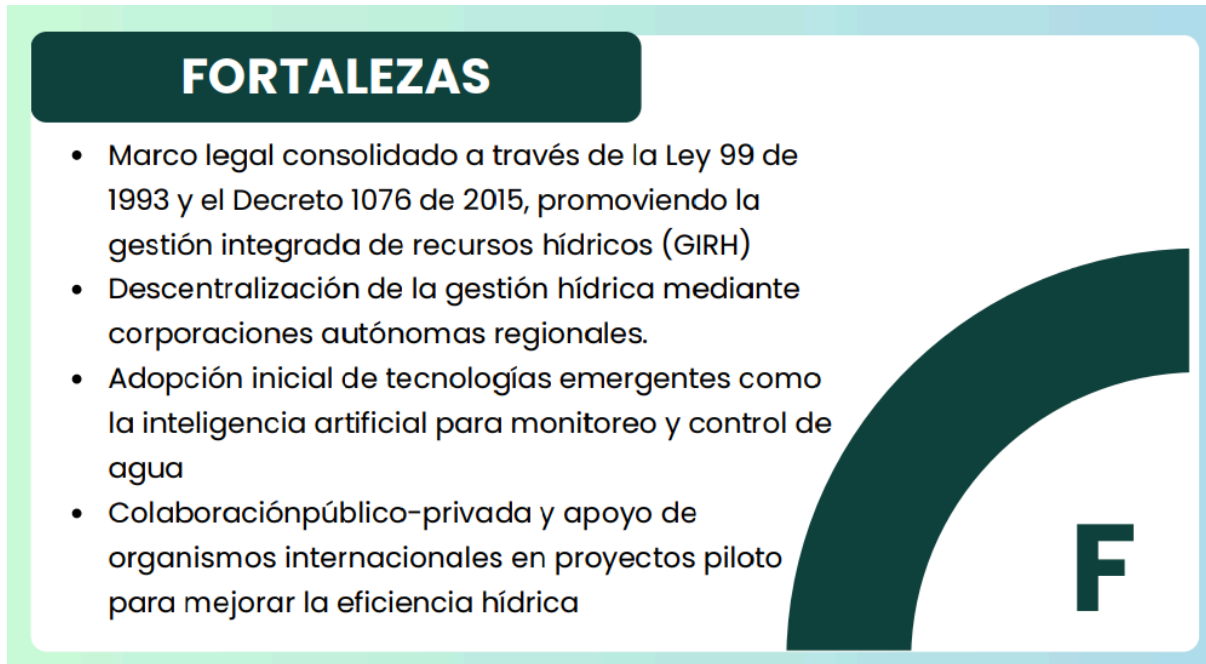 FORTALEZAS
• Marco legal consolidado a través de la Ley 99 de
1993 y el Decreto 1076 de 2015, promoviendo la
gestión integrada de recursos hídricos (GIRH)
• Descentralización de la gestión hídrica mediante
corporaciones autónomas regionales.
• Adopción inicial de tecnologías emergentes como
la inteligencia artificial para monitoreo y control de
agua
• Colaboraciónpúblico-privada y apoyo de
organismos internacionales en proyectos piloto
para mejorar la eficiencia hídrica
F